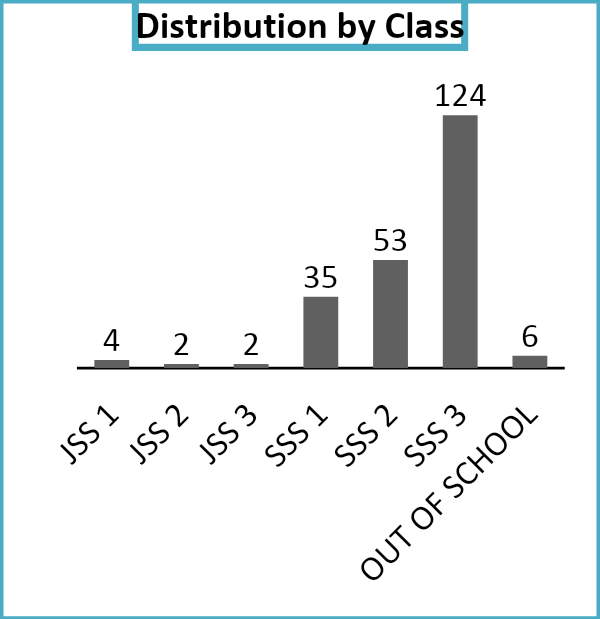 Distribution by Class
124
53
35
4
2
2
6
JSS 1
JSS 2
JSS 3
SSS 1
SSS 2
SSS 3
OUT OF SCHOOL